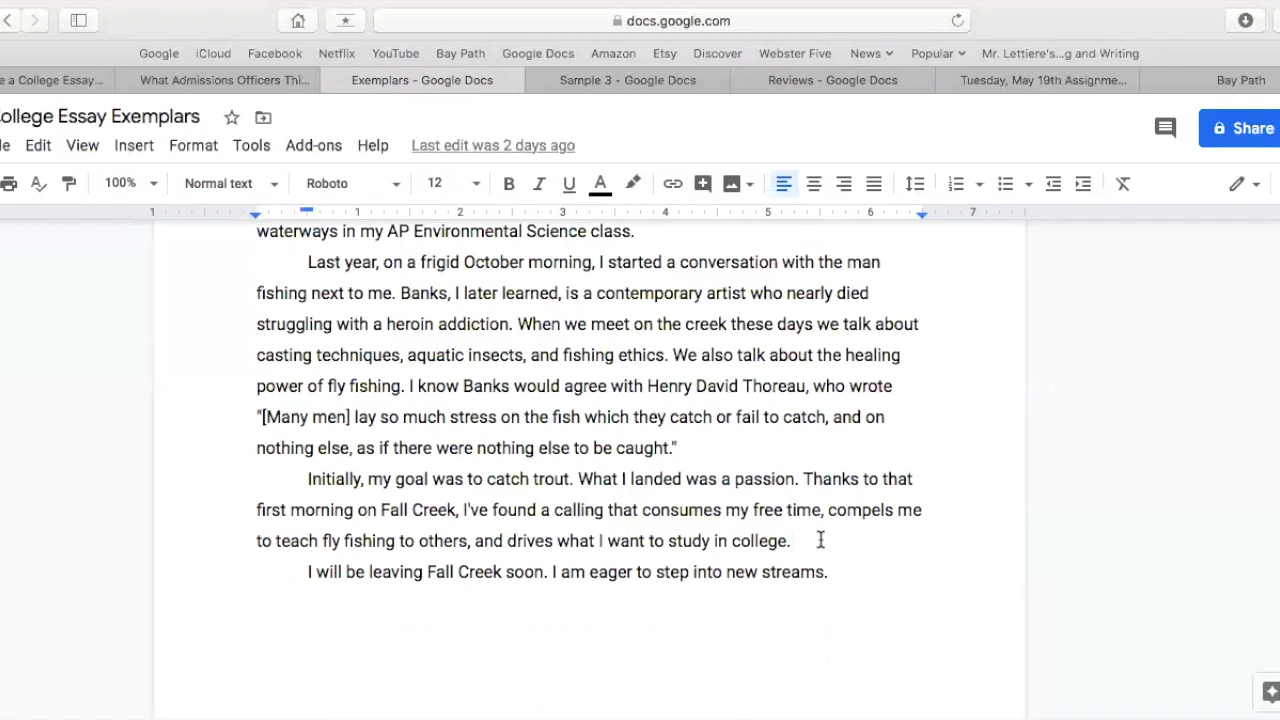 docs.google.com
Google iCloud Facebook Netflix YouTube Bay Path Google Docs Amazon Etsy Discover Webster Five News Popular Mr. Lettiere's...g and Writing
e a College Essay... What Admissions Officers Thi... Exemplars - Google Docs Sample 3 - Google Docs Reviews - Google Docs Tuesday, May 19th Assignme... Bay Path
ollege Essay Exemplars
Share
le Edit View Insert Format Tools Add-ons Help Last edit was 2 days ago
100% Normal text Roboto 12 B I U A
1 1 2 3 4 5 6 7
waterways in my AP Environmental Science class.
Last year, on a frigid October morning, I started a conversation with the man
fishing next to me. Banks, I later learned, is a contemporary artist who nearly died
struggling with a heroin addiction. When we meet on the creek these days we talk about
casting techniques, aquatic insects, and fishing ethics. We also talk about the healing
power of fly fishing. I know Banks would agree with Henry David Thoreau, who wrote
"[Many men] lay so much stress on the fish which they catch or fail to catch, and on
nothing else, as if there were nothing else to be caught."
Initially, my goal was to catch trout. What I landed was a passion. Thanks to that
first morning on Fall Creek, I've found a calling that consumes my free time, compels me
to teach fly fishing to others, and drives what I want to study in college.
I will be leaving Fall Creek soon. I am eager to step into new streams.